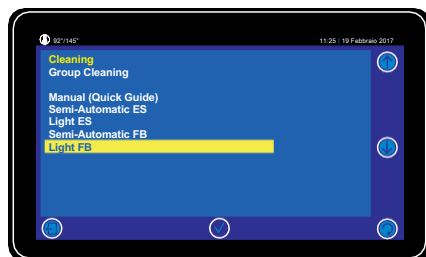 92°/145°
11:25 | 19 Febbraio 2017
Cleaning
Group Cleaning
Manual (Quick Guide)
Semi-Automatic ES
Light ES
Semi-Automatic FB
Light FB